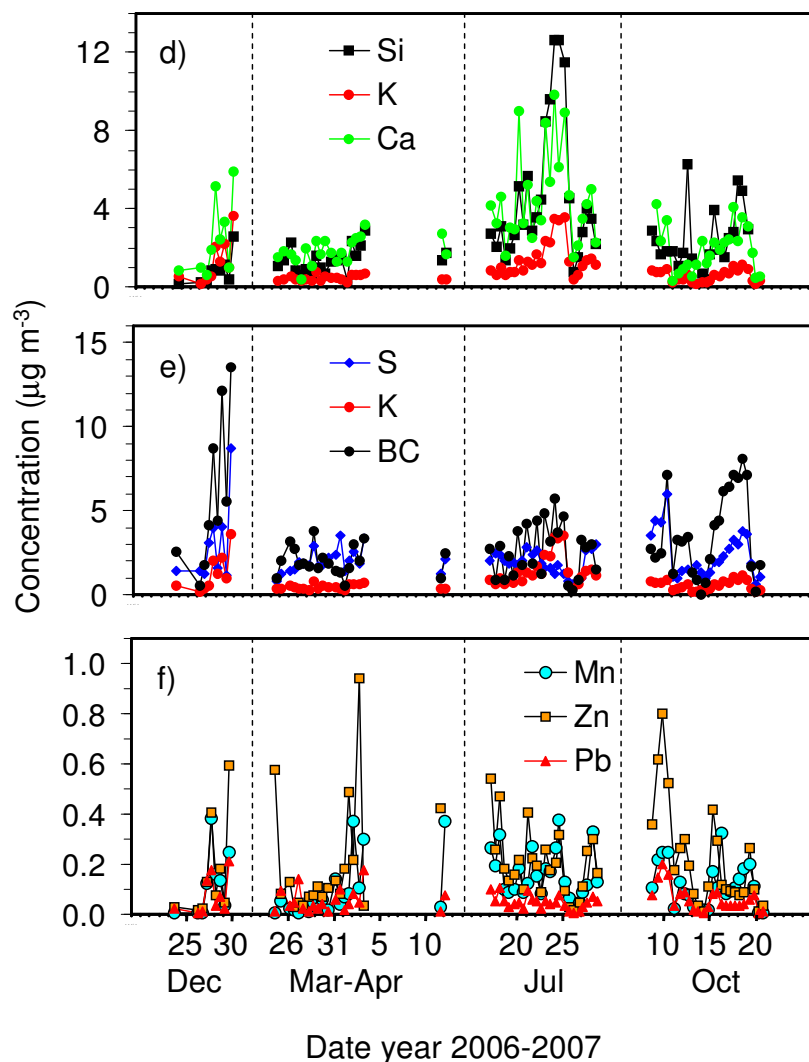 d)
Si
K
Ca
12
8
4
0
e)
S
K
BC
15
10
5
0
f)
Mn
Zn
Pb
1.0
0.8
0.6
0.4
0.2
0.0
Concentration (μg m⁻³)
25 30 26 31 5 10 20 25 10 15 20
Dec Mar-Apr Jul Oct
Date year 2006-2007